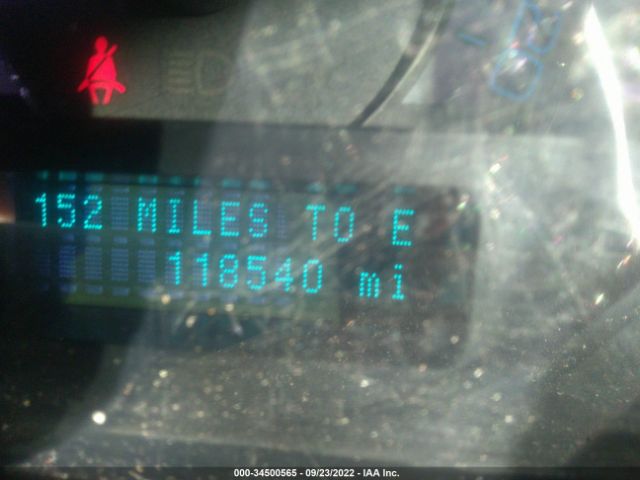 152 MILES TO E
118540 mi
000-34500565 - 09/23/2022 - IAA Inc.